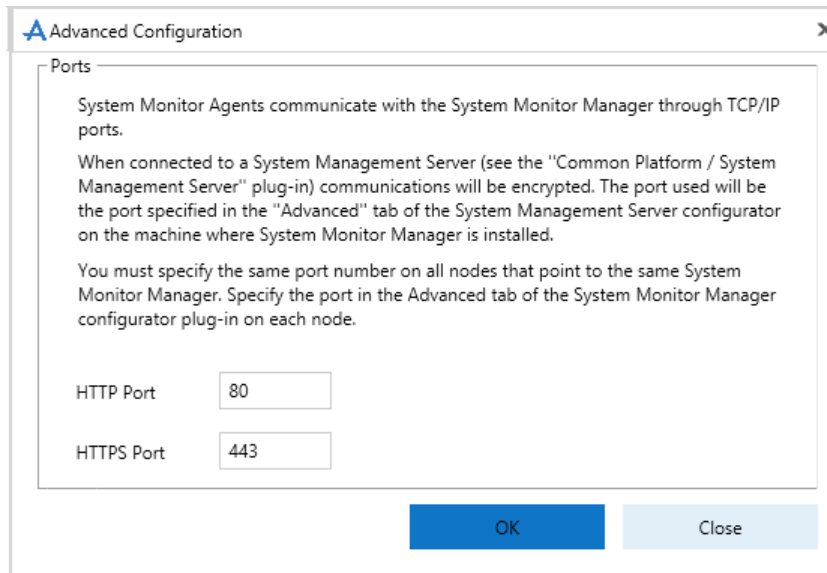 Advanced Configuration
Ports
System Monitor Agents communicate with the System Monitor Manager through TCP/IP
ports.
When connected to a System Management Server (see the "Common Platform / System
Management Server" plug-in) communications will be encrypted. The port used will be
the port specified in the "Advanced" tab of the System Management Server configurator
on the machine where System Monitor Manager is installed.
You must specify the same port number on all nodes that point to the same System
Monitor Manager. Specify the port in the Advanced tab of the System Monitor Manager
configurator plug-in on each node.
HTTP Port 80
HTTPS Port 443
OK Close